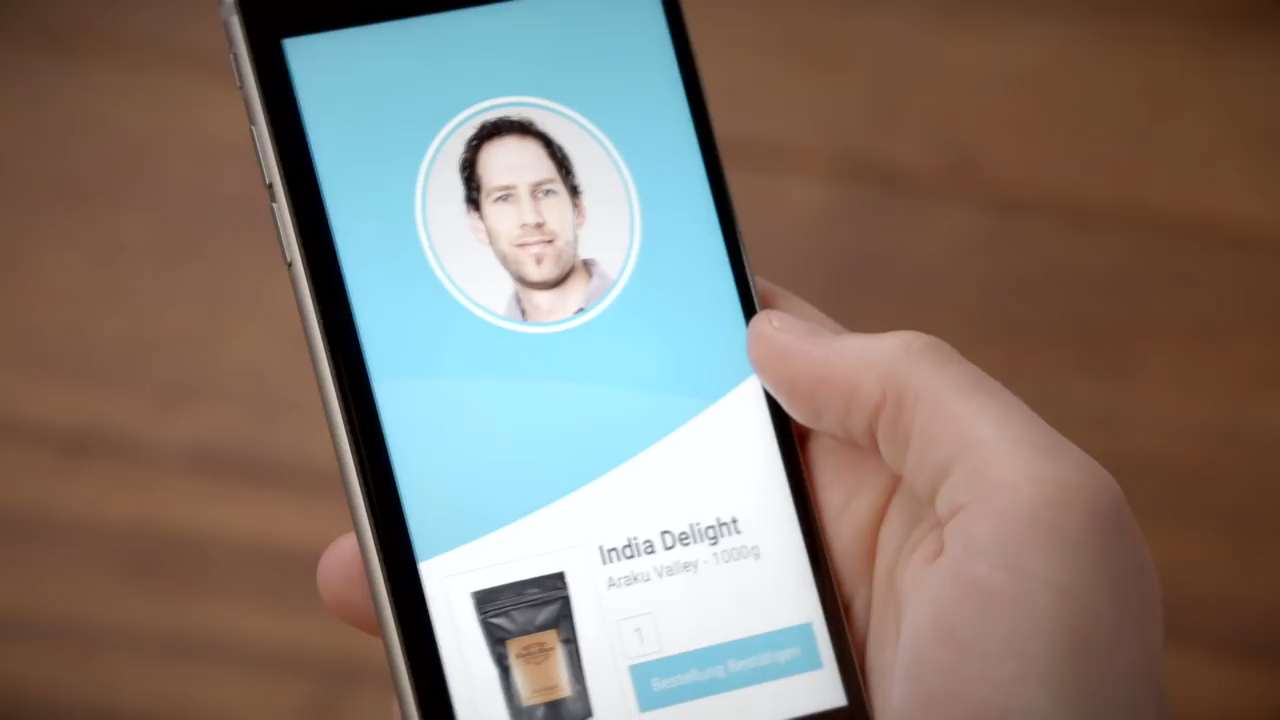 India Delight
Araku Valley - 1000g
1
Bestellung Bestätigen